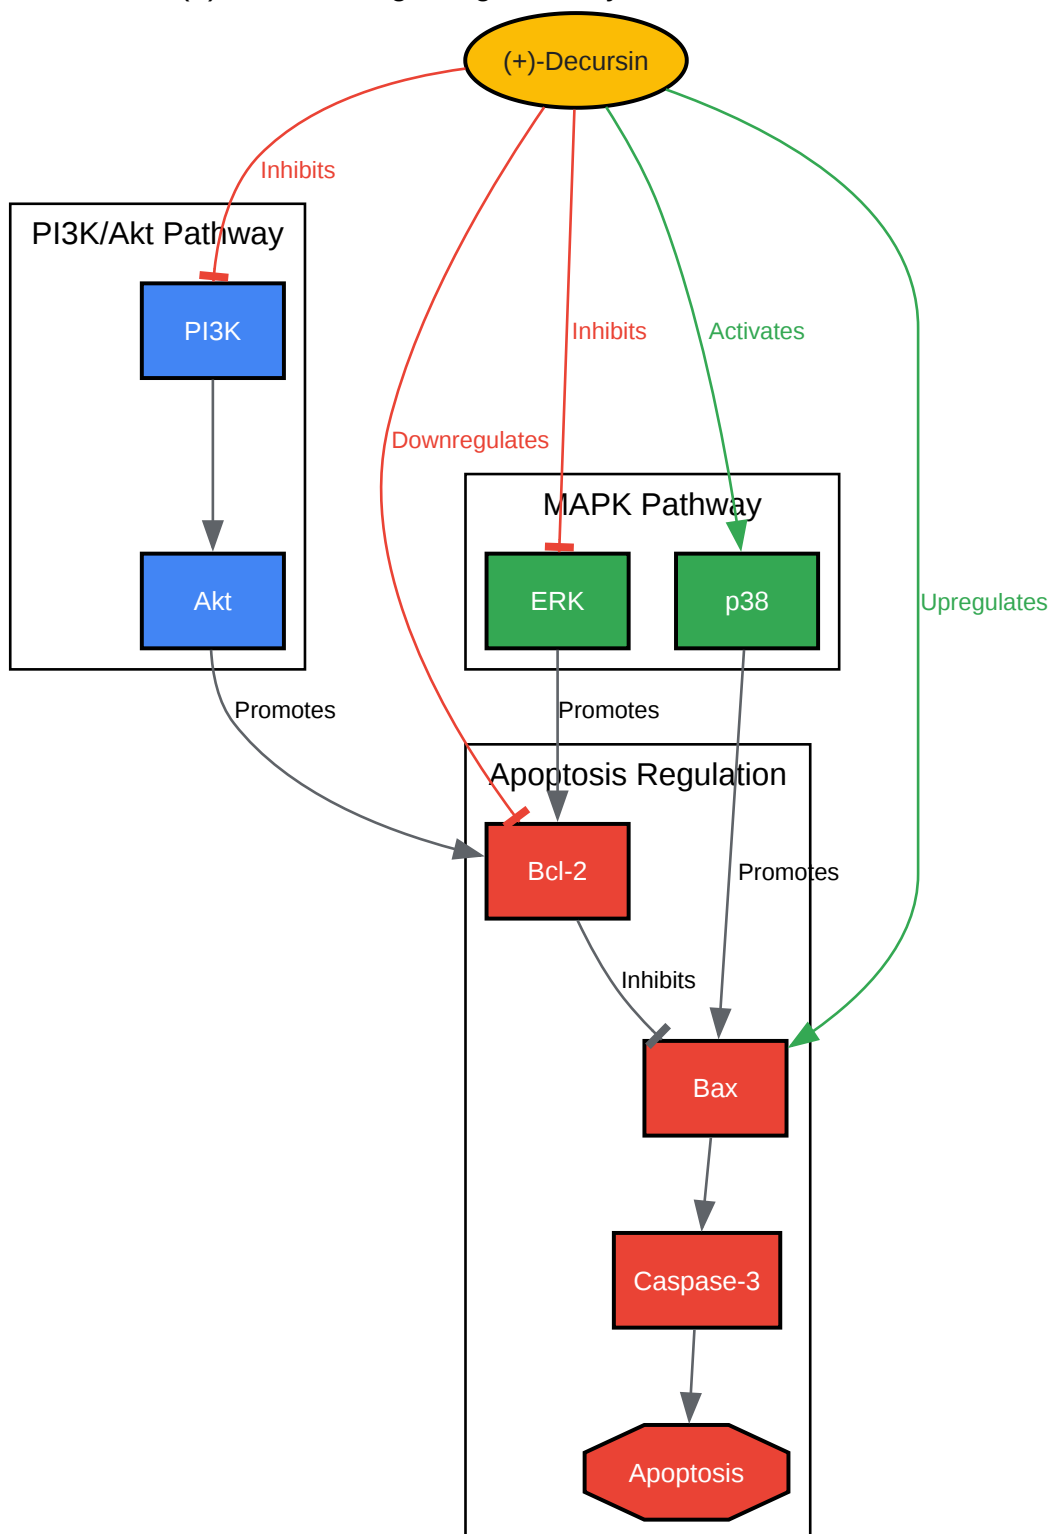 (+)-Decursin
Inhibits
PI3K/Akt Pathway
PI3K
Inhibits
Activates
Downregulates
MAPK Pathway
Akt
ERK
p38
Upregulates
Promotes
Promotes
Apoptosis Regulation
Bcl-2
Promotes
Inhibits
Bax
Caspase-3
Apoptosis